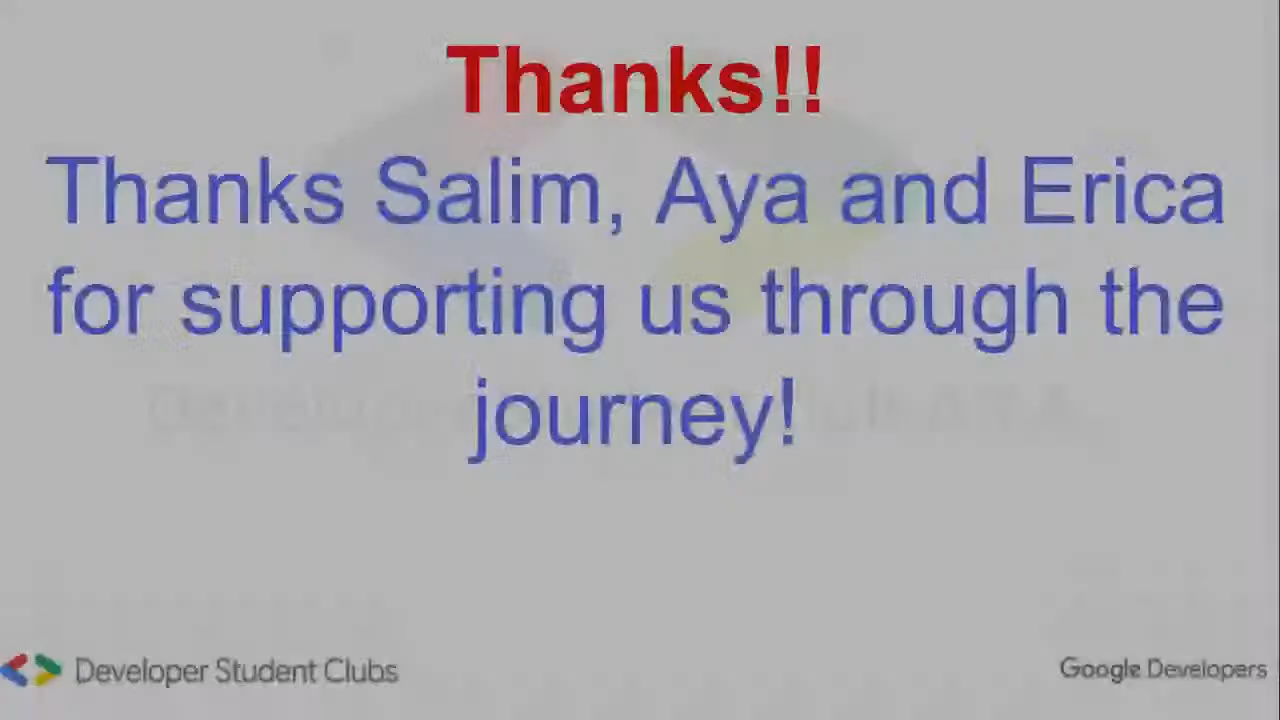 Thanks!!
Thanks Salim, Aya and Erica
for supporting us through the
journey!
Developer Student Clubs
Google Developers